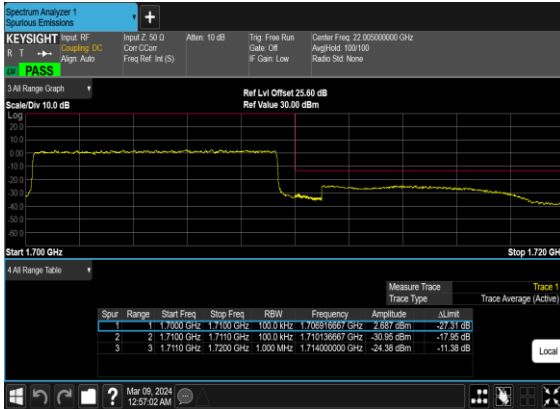 Spectrum Analyzer 1
Spurious Emissions
+
KEYSIGHT Input: RF Input Z: 50 Ω Atten: 10 dB Trig: Free Run Center Freq: 22.005000000 GHz
R T Coupling: DC Corr CCorr Gate: Off Avg|Hold: 100/100
Align: Auto Freq Ref: Int (S) IF Gain: Low Radio Std: None
PASS
3 All Range Graph
Ref Lvl Offset 25.60 dB
Scale/Div 10.0 dB Ref Value 30.00 dBm
Log
20.0
10.0
0.00
-10.0
-20.0
-30.0
-40.0
-50.0
-60.0
Start 1.700 GHz Stop 1.720 GH
4 All Range Table
Measure Trace Trace 1
Trace Type Trace Average (Active)
Spur Range Start Freq Stop Freq RBW Frequency Amplitude ΔLimit
1 1 1.7000 GHz 1.7100 GHz 100.0 kHz 1.706916667 GHz 2.687 dBm -27.31 dB
2 2 1.7100 GHz 1.7110 GHz 100.0 kHz 1.710136667 GHz -30.95 dBm -17.95 dB
3 3 1.7110 GHz 1.7200 GHz 1.000 MHz 1.714000000 GHz -24.38 dBm -11.38 dB
Local
? Mar 09, 2024
12:57:02 AM